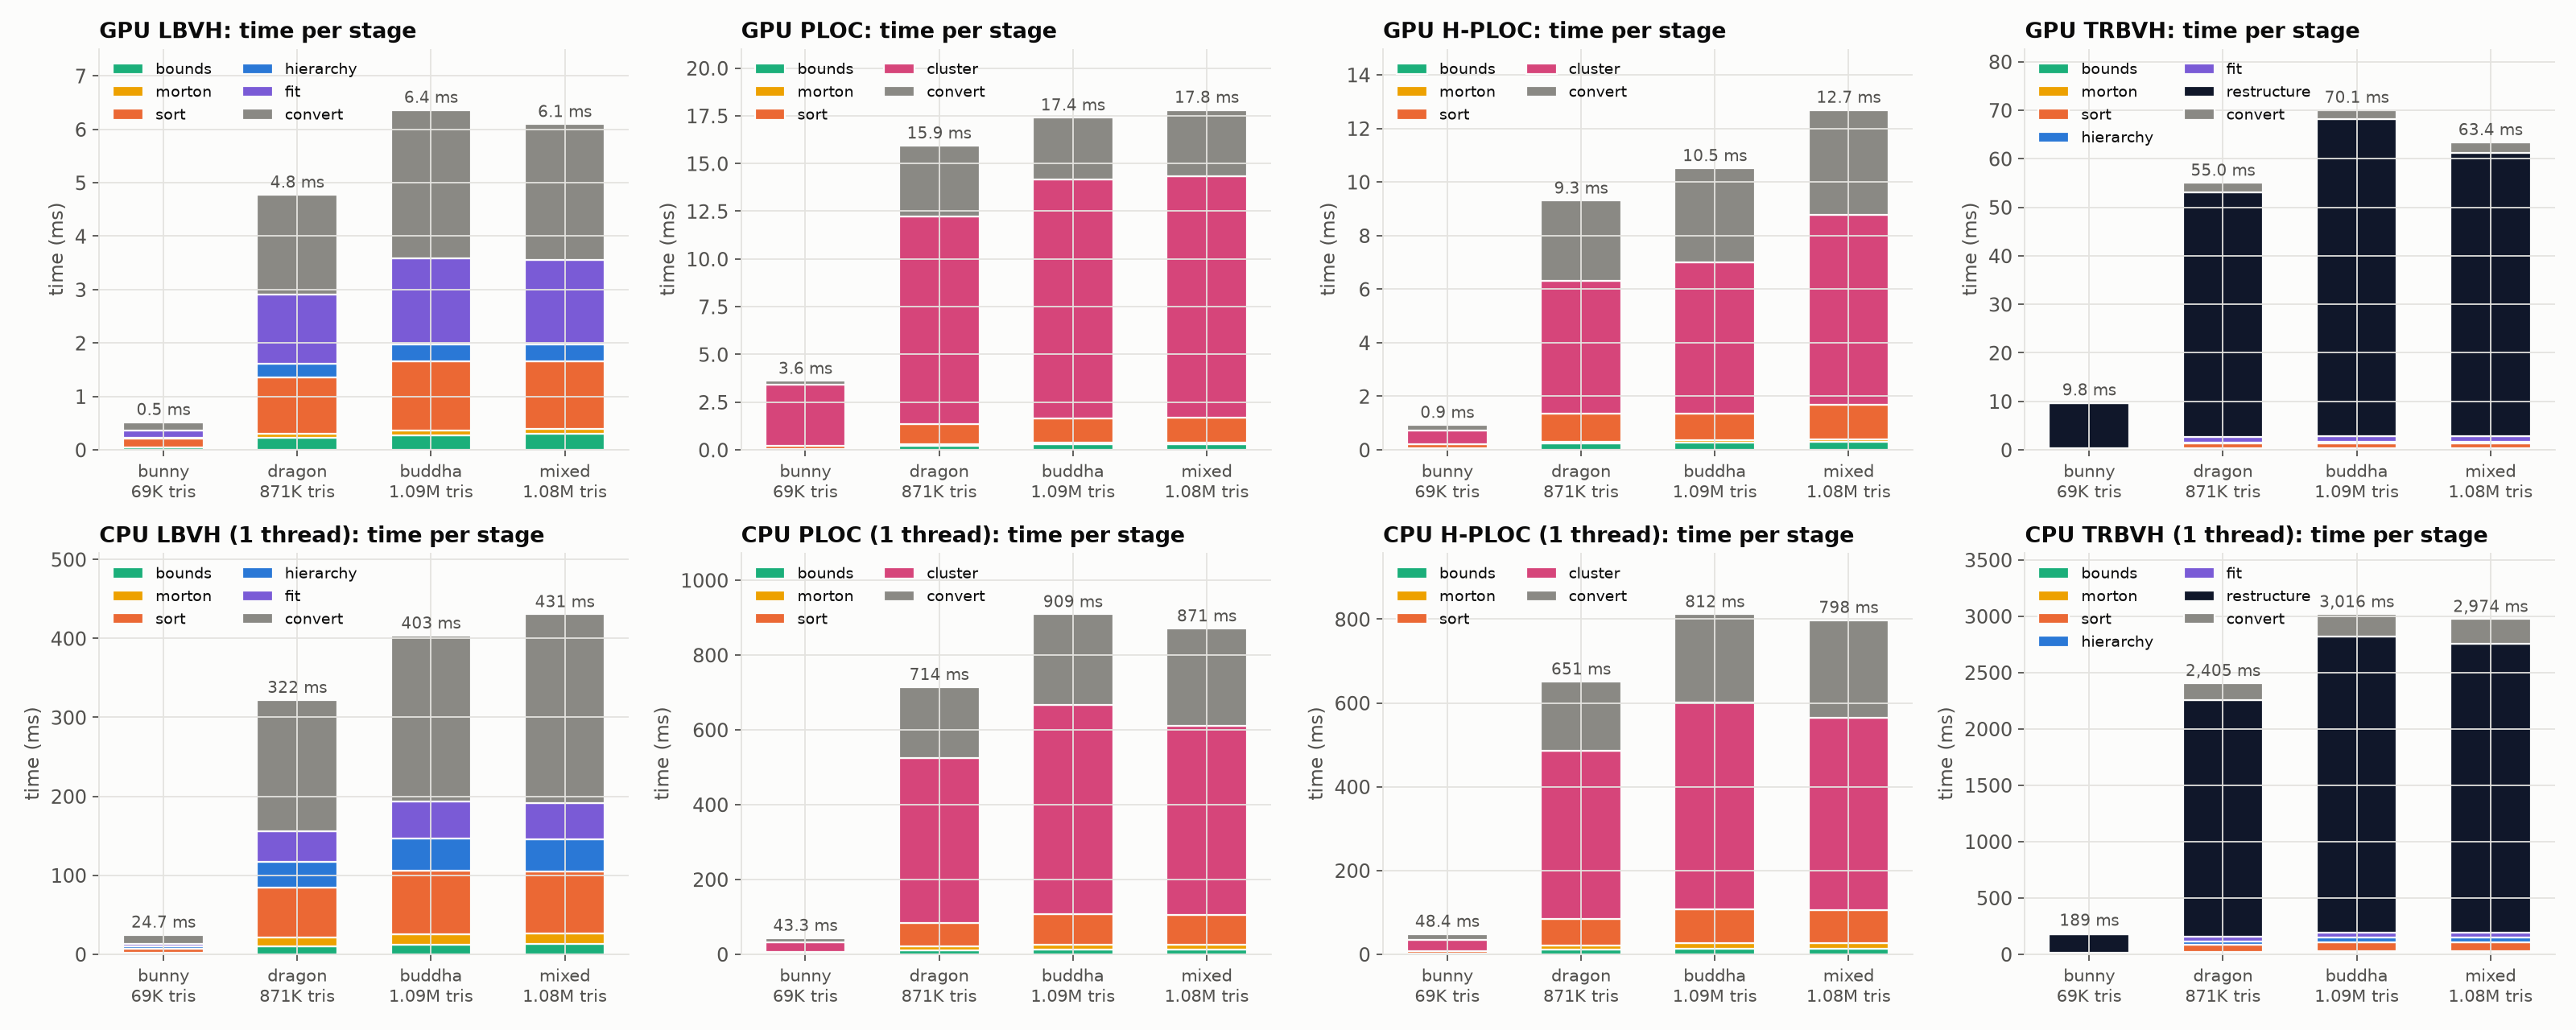 GPU LBVH: time per stage
time (ms)
7
6
5
4
3
2
1
0
bounds
morton
sort
hierarchy
fit
convert
0.5 ms
4.8 ms
6.4 ms
6.1 ms
bunny
69K tris
dragon
871K tris
buddha
1.09M tris
mixed
1.08M tris
GPU PLOC: time per stage
time (ms)
20.0
17.5
15.0
12.5
10.0
7.5
5.0
2.5
0.0
bounds
morton
sort
cluster
convert
3.6 ms
15.9 ms
17.4 ms
17.8 ms
bunny
69K tris
dragon
871K tris
buddha
1.09M tris
mixed
1.08M tris
GPU H-PLOC: time per stage
time (ms)
14
12
10
8
6
4
2
0
bounds
morton
sort
cluster
convert
0.9 ms
9.3 ms
10.5 ms
12.7 ms
bunny
69K tris
dragon
871K tris
buddha
1.09M tris
mixed
1.08M tris
GPU TRBVH: time per stage
time (ms)
80
70
60
50
40
30
20
10
0
bounds
morton
sort
hierarchy
fit
restructure
convert
9.8 ms
55.0 ms
70.1 ms
63.4 ms
bunny
69K tris
dragon
871K tris
buddha
1.09M tris
mixed
1.08M tris
CPU LBVH (1 thread): time per stage
time (ms)
500
400
300
200
100
0
bounds
morton
sort
hierarchy
fit
convert
24.7 ms
322 ms
403 ms
431 ms
bunny
69K tris
dragon
871K tris
buddha
1.09M tris
mixed
1.08M tris
CPU PLOC (1 thread): time per stage
time (ms)
1000
800
600
400
200
0
bounds
morton
sort
cluster
convert
43.3 ms
714 ms
909 ms
871 ms
bunny
69K tris
dragon
871K tris
buddha
1.09M tris
mixed
1.08M tris
CPU H-PLOC (1 thread): time per stage
time (ms)
800
600
400
200
0
bounds
morton
sort
cluster
convert
48.4 ms
651 ms
812 ms
798 ms
bunny
69K tris
dragon
871K tris
buddha
1.09M tris
mixed
1.08M tris
CPU TRBVH (1 thread): time per stage
time (ms)
3500
3000
2500
2000
1500
1000
500
0
bounds
morton
sort
hierarchy
fit
restructure
convert
189 ms
2,405 ms
3,016 ms
2,974 ms
bunny
69K tris
dragon
871K tris
buddha
1.09M tris
mixed
1.08M tris